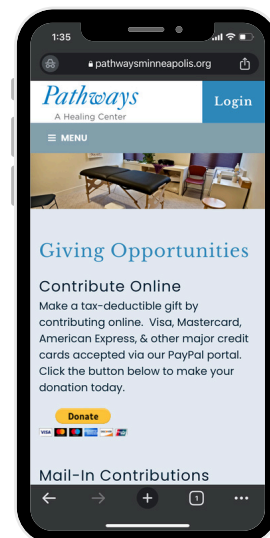 1:35
pathwaysminneapolis.org
Pathways
A Healing Center
Login
MENU
Giving Opportunities
Contribute Online
Make a tax-deductible gift by
contributing online. Visa, Mastercard,
American Express, & other major credit
cards accepted via our PayPal portal.
Click the button below to make your
donation today.
Donate
VISA
Mail-In Contributions
1